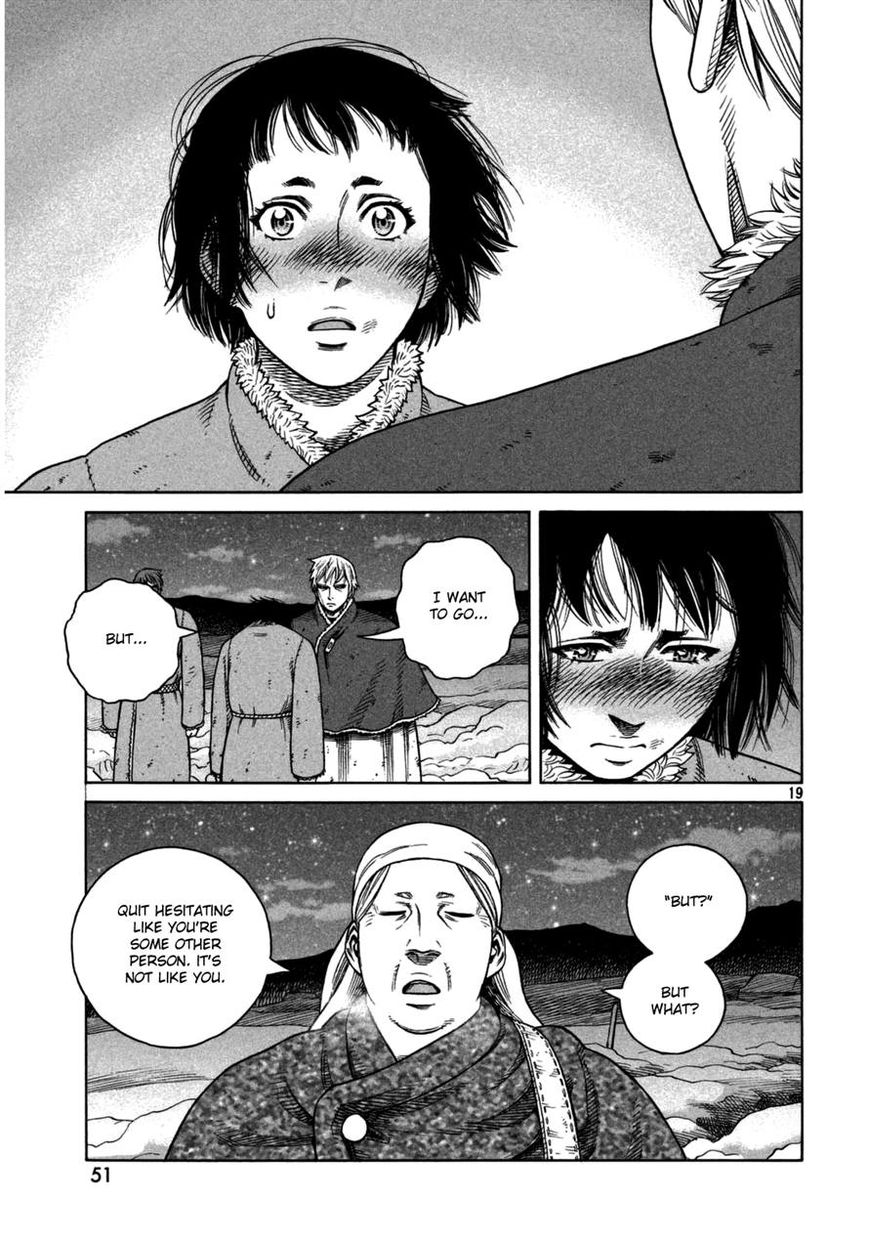 I WANT
TO GO...
BUT...
19
"BUT?"
BUT
WHAT?
QUIT HESITATING
LIKE YOU'RE
SOME OTHER
PERSON. IT'S
NOT LIKE YOU.
51